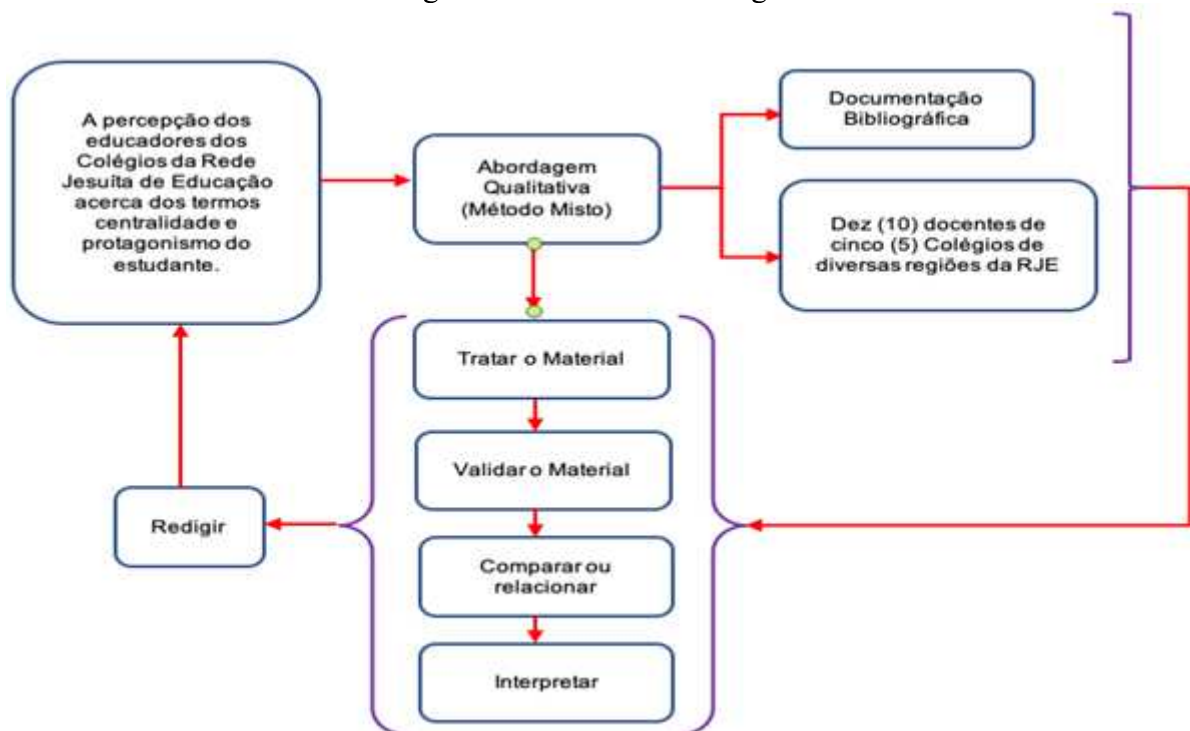 A percepção dos
educadores dos
Colégios da Rede
Jesuíta de Educação
acerca dos termos
centralidade e
protagonismo do
estudante.
Abordagem
Qualitativa
(Método Misto)
Documentação
Bibliográfica
Dez (10) docentes de
cinco (5) Colégios de
diversas regiões da RJE
Tratar o Material
Validar o Material
Comparar ou
relacionar
Interpretar
Redigir